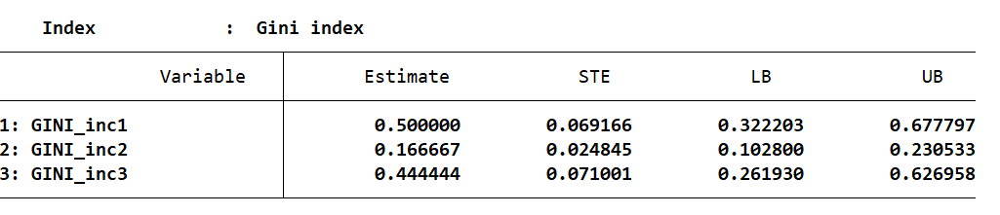 Index : Gini index
Variable Estimate STE LB UB
1: GINI_inc1 0.500000 0.069166 0.322203 0.677797
2: GINI_inc2 0.166667 0.024845 0.102800 0.230533
3: GINI_inc3 0.444444 0.071001 0.261930 0.626958